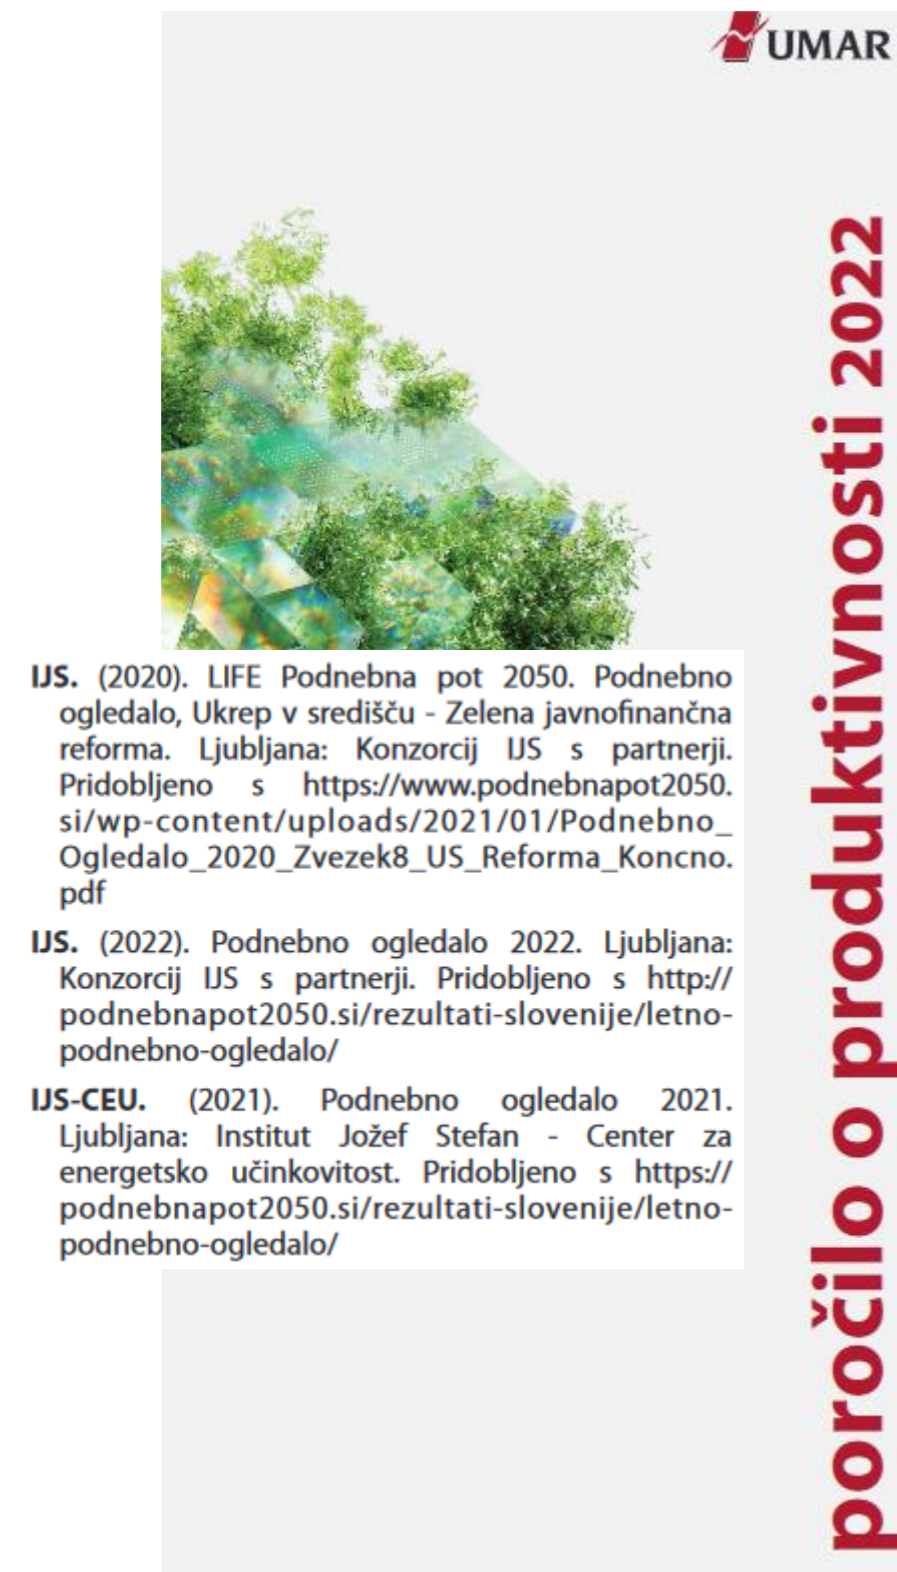 UMAR
poročilo o produktivnosti 2022
IJS. (2020). LIFE Podnebna pot 2050. Podnebno
ogledalo, Ukrep v središču - Zelena javnofinančna
reforma. Ljubljana: Konzorcij IJS s partnerji.
Pridobljeno s https://www.podnebnapot2050.
si/wp-content/uploads/2021/01/Podnebno_
Ogledalo_2020_Zvezek8_US_Reforma_Koncno.
pdf
IJS. (2022). Podnebno ogledalo 2022. Ljubljana:
Konzorcij IJS s partnerji. Pridobljeno s http://
podnebnapot2050.si/rezultati-slovenije/letno-
podnebno-ogledalo/
IJS-CEU. (2021). Podnebno ogledalo 2021.
Ljubljana: Institut Jožef Stefan - Center za
energetsko učinkovitost. Pridobljeno s https://
podnebnapot2050.si/rezultati-slovenije/letno-
podnebno-ogledalo/